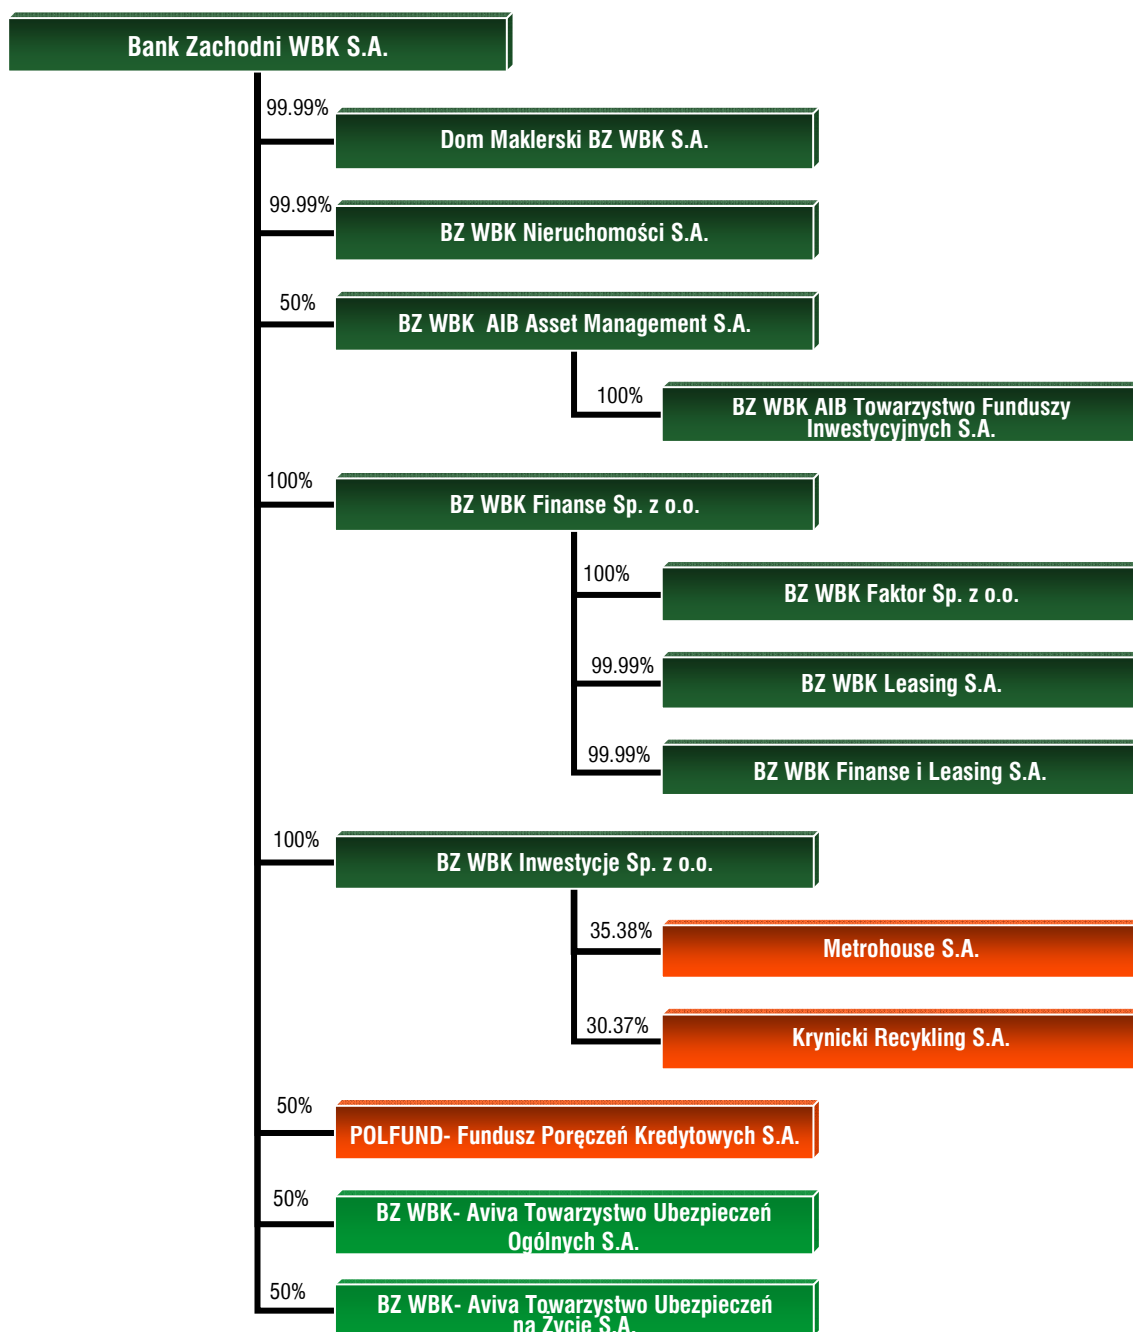 Bank Zachodni WBK S.A.
99.99%
Dom Maklerski BZ WBK S.A.
99.99%
BZ WBK Nieruchomości S.A.
50%
BZ WBK AIB Asset Management S.A.
100%
BZ WBK AIB Towarzystwo Funduszy
Inwestycyjnych S.A.
100%
BZ WBK Finanse Sp. z o.o.
100%
BZ WBK Faktor Sp. z o.o.
99.99%
BZ WBK Leasing S.A.
99.99%
BZ WBK Finanse i Leasing S.A.
100%
BZ WBK Inwestycje Sp. z o.o.
35.38%
Metrohouse S.A.
30.37%
Krynicki Recykling S.A.
50%
POLFUND- Fundusz Poręczeń Kredytowych S.A.
50%
BZ WBK- Aviva Towarzystwo Ubezpieczeń
Ogólnych S.A.
50%
BZ WBK- Aviva Towarzystwo Ubezpieczeń
na Życie S.A.